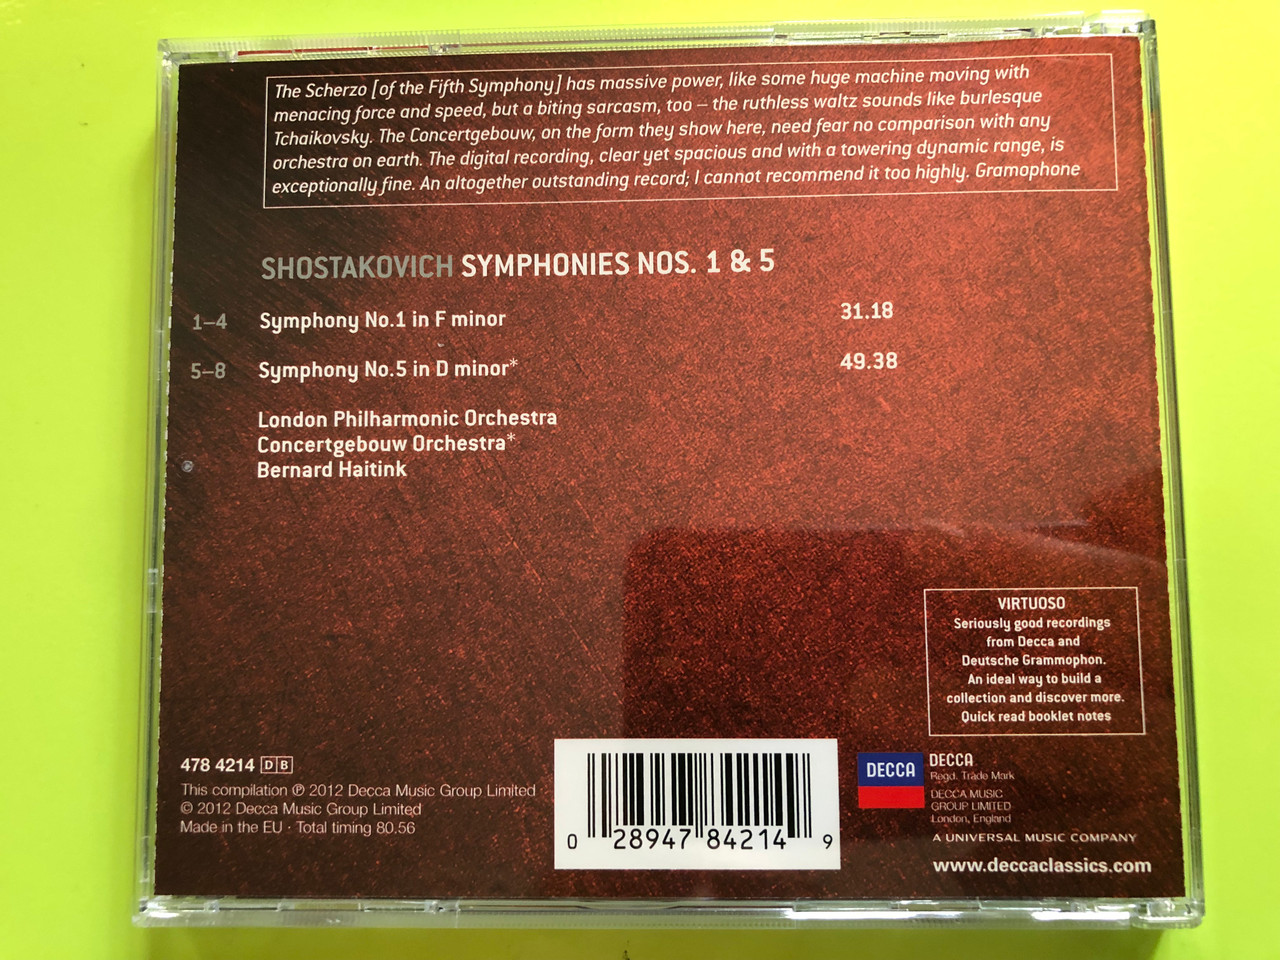 The Scherzo [of the Fifth Symphony] has massive power, like some huge machine moving with
menacing force and speed, but a biting sarcasm, too – the ruthless waltz sounds like burlesque
Tchaikovsky. The Concertgebouw, on the form they show here, need fear no comparison with any
orchestra on earth. The digital recording, clear yet spacious and with a towering dynamic range, is
exceptionally fine. An altogether outstanding record; I cannot recommend it too highly. Gramophone
SHOSTAKOVICH SYMPHONIES NOS. 1 & 5
1–4 Symphony No.1 in F minor 31.18
5–8 Symphony No.5 in D minor* 49.38
London Philharmonic Orchestra
Concertgebouw Orchestra*
Bernard Haitink
VIRTUOSO
Seriously good recordings
from Decca and
Deutsche Grammophon.
An ideal way to build a
collection and discover more.
Quick read booklet notes
478 4214 DB
This compilation ℗ 2012 Decca Music Group Limited
© 2012 Decca Music Group Limited
Made in the EU · Total timing 80.56
0 28947 84214 9
DECCA
DECCA
Regd. Trade Mark
DECCA MUSIC
GROUP LIMITED
London, England
A UNIVERSAL MUSIC COMPANY
www.deccaclassics.com